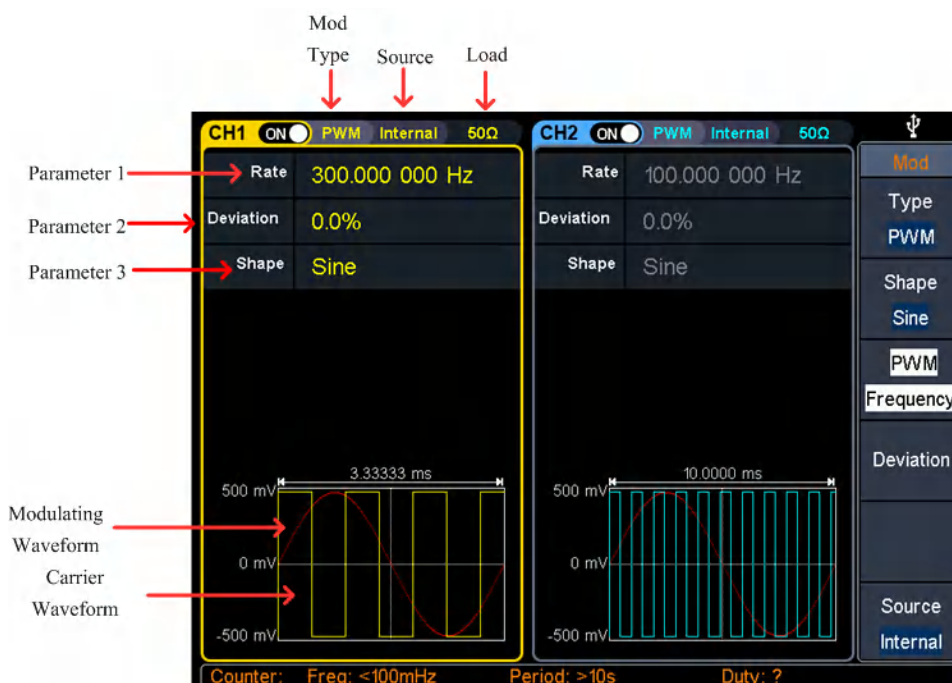 Mod
Type
Source
Load
CH1 ON PWM Internal 50Ω
CH2 ON PWM Internal 50Ω
Parameter 1
Rate 300.000 000 Hz
Rate 100.000 000 Hz
Parameter 2
Deviation 0.0%
Deviation 0.0%
Parameter 3
Shape Sine
Shape Sine
Mod
Type
PWM
Shape
Sine
PWM
Frequency
Deviation
Source
Internal
3.33333 ms
500 mV
0 mV
-500 mV
10.0000 ms
500 mV
0 mV
-500 mV
Modulating
Waveform
Carrier
Waveform
Counter: Freq: <100mHz Period: >10s Duty: ?